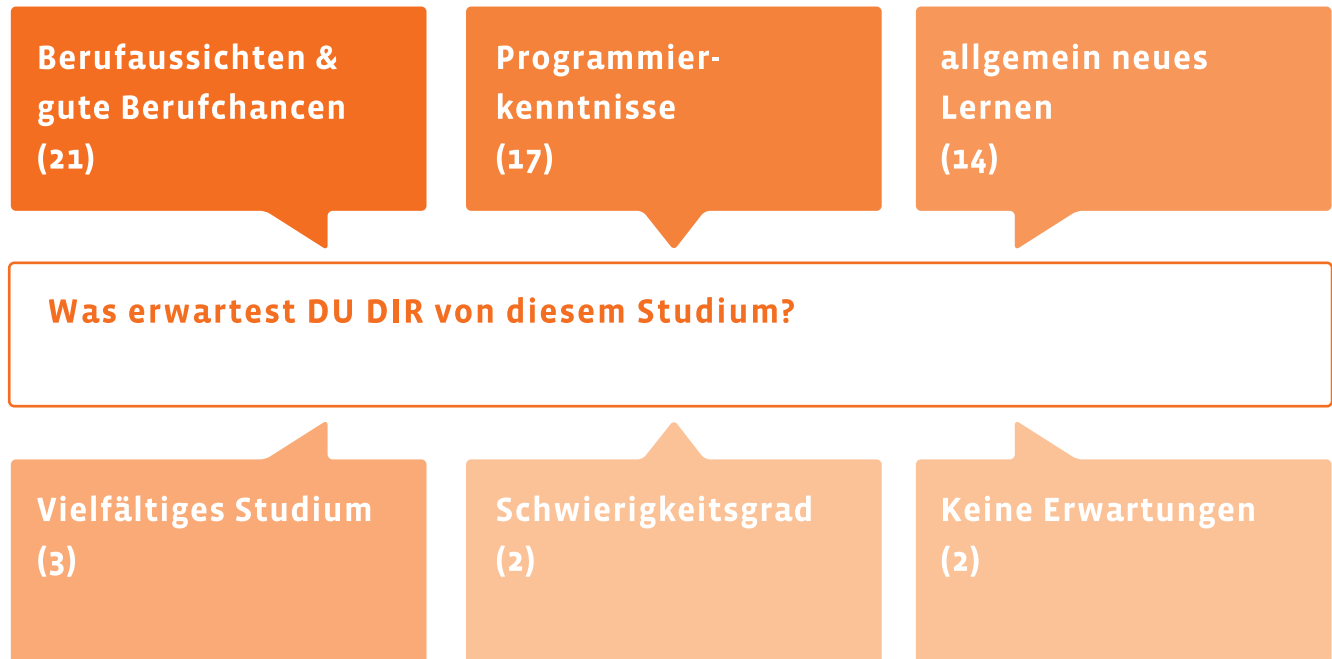 Berufaussichten &
gute Berufchancen
(21)
Programmier-
kenntnisse
(17)
allgemein neues
Lernen
(14)
Was erwartest DU DIR von diesem Studium?
Vielfältiges Studium
(3)
Schwierigkeitsgrad
(2)
Keine Erwartungen
(2)